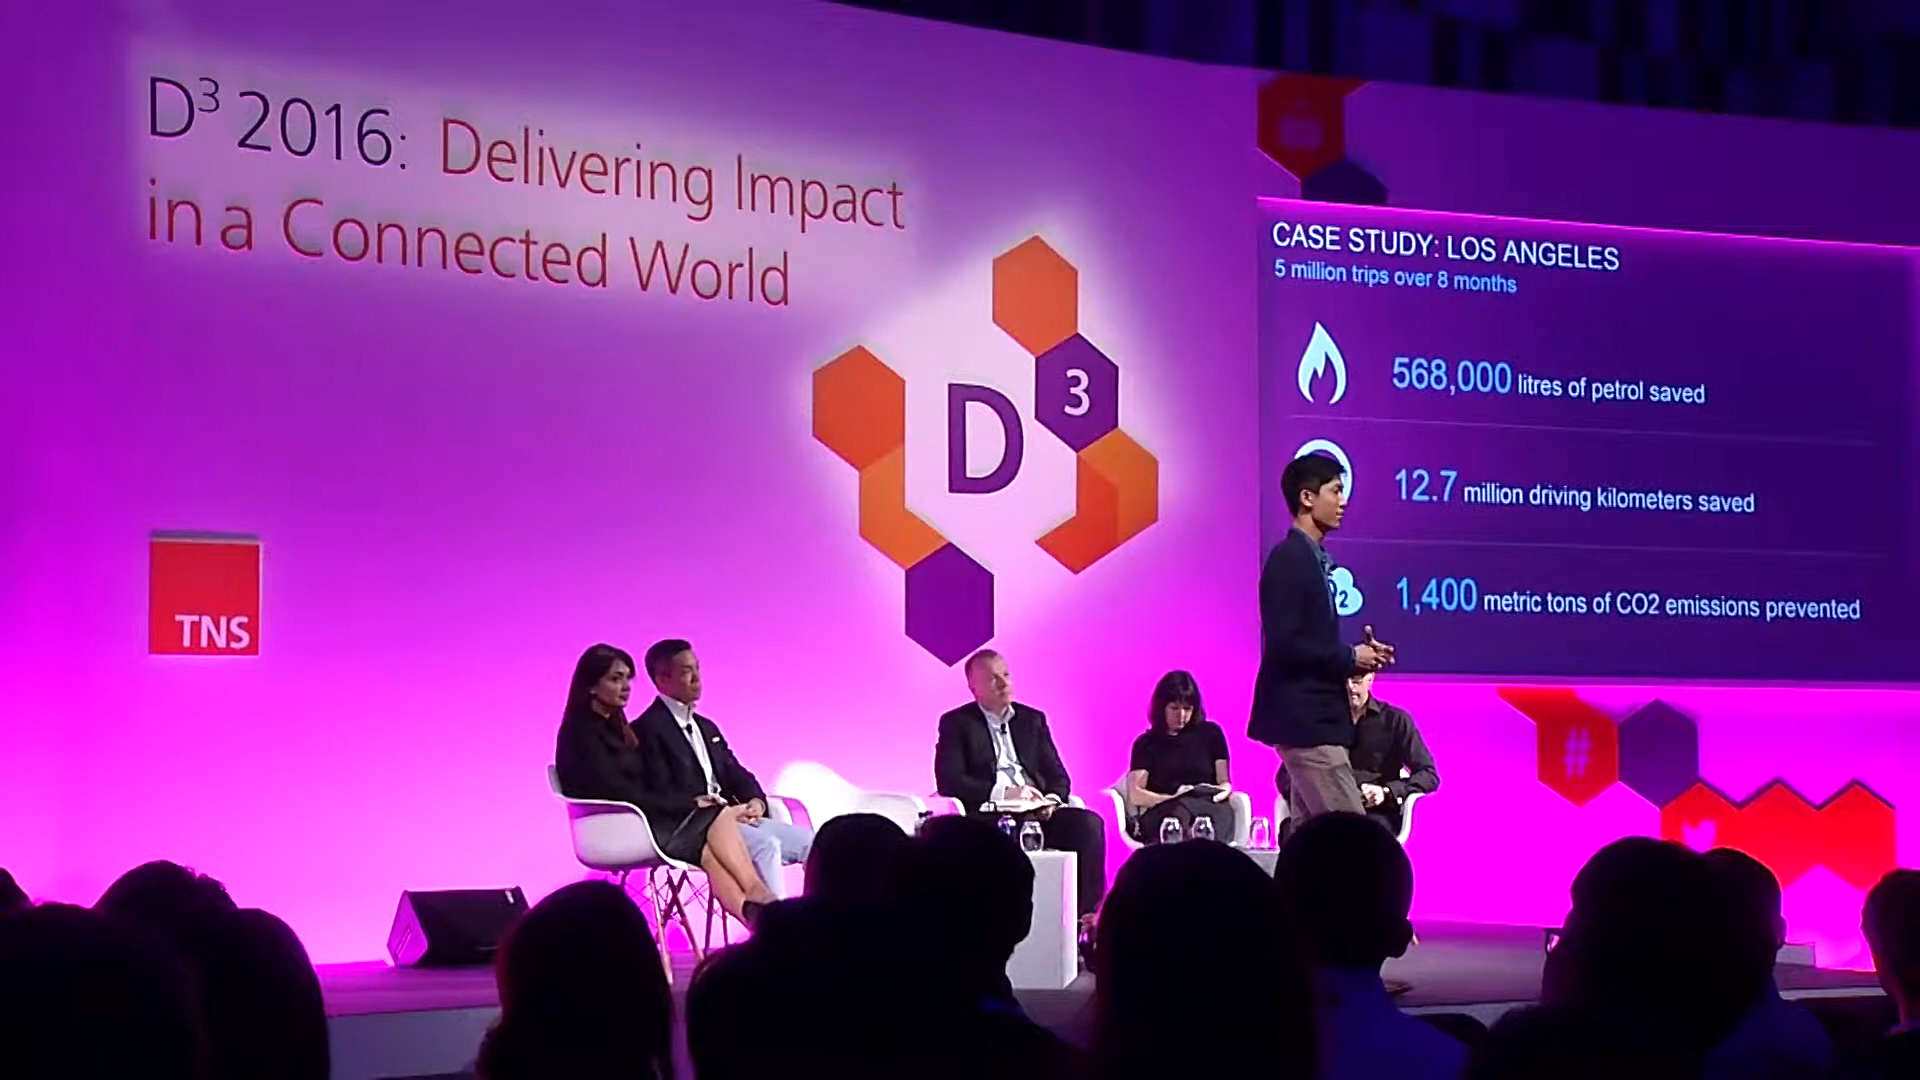 D³ 2016: Delivering Impact
in a Connected World
D³
TNS
CASE STUDY: LOS ANGELES
5 million trips over 8 months
568,000 litres of petrol saved
12.7 million driving kilometers saved
2
1,400 metric tons of CO2 emissions prevented
#